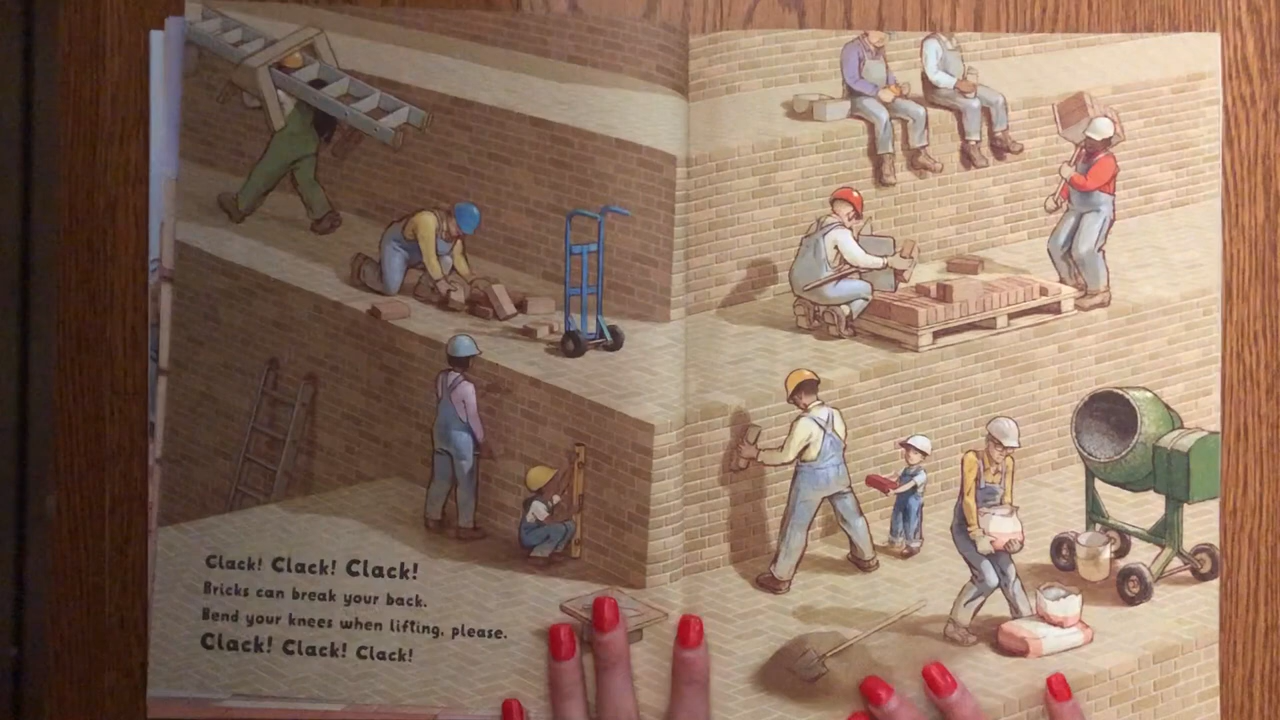 Clack! Clack! Clack!
Bricks can break your back.
Bend your knees when lifting, please.
Clack! Clack! Clack!